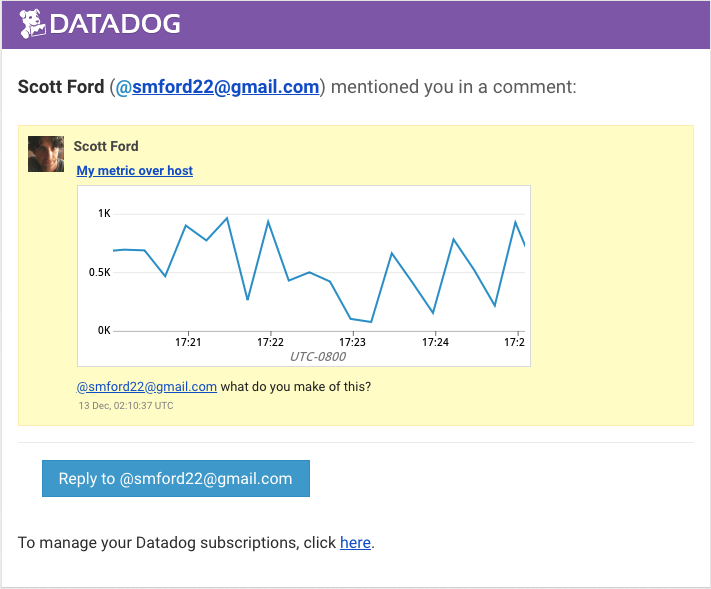 DATADOG
Scott Ford (@smford22@gmail.com) mentioned you in a comment:
Scott Ford
My metric over host
1K
0.5K
0K
17:21 17:22 17:23 17:24 17:2
UTC-0800
@smford22@gmail.com what do you make of this?
13 Dec, 02:10:37 UTC
Reply to @smford22@gmail.com
To manage your Datadog subscriptions, click here.